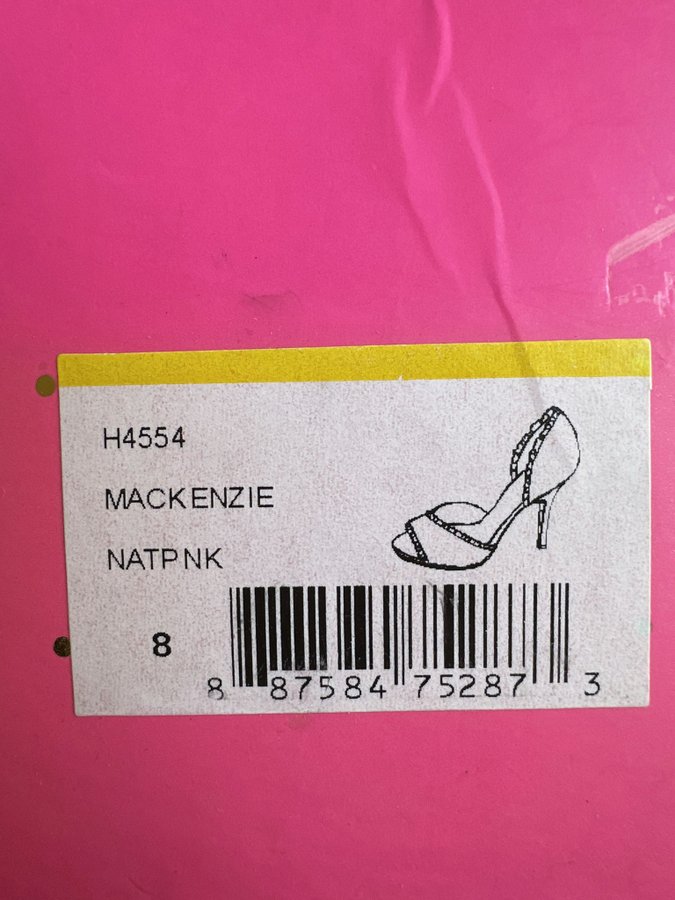 H4554
MACKENZIE
NATPNK
8
8 87584 75287 3